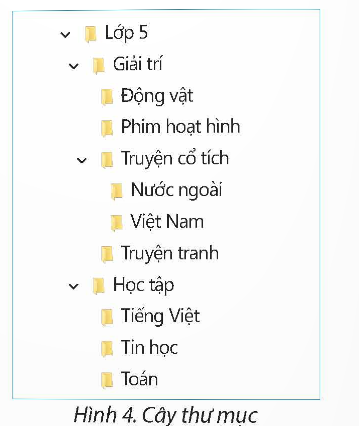 Lớp 5
Giải trí
Động vật
Phim hoạt hình
Truyện cổ tích
Nước ngoài
Việt Nam
Truyện tranh
Học tập
Tiếng Việt
Tin học
Toán
Hình 4. Cây thư mục